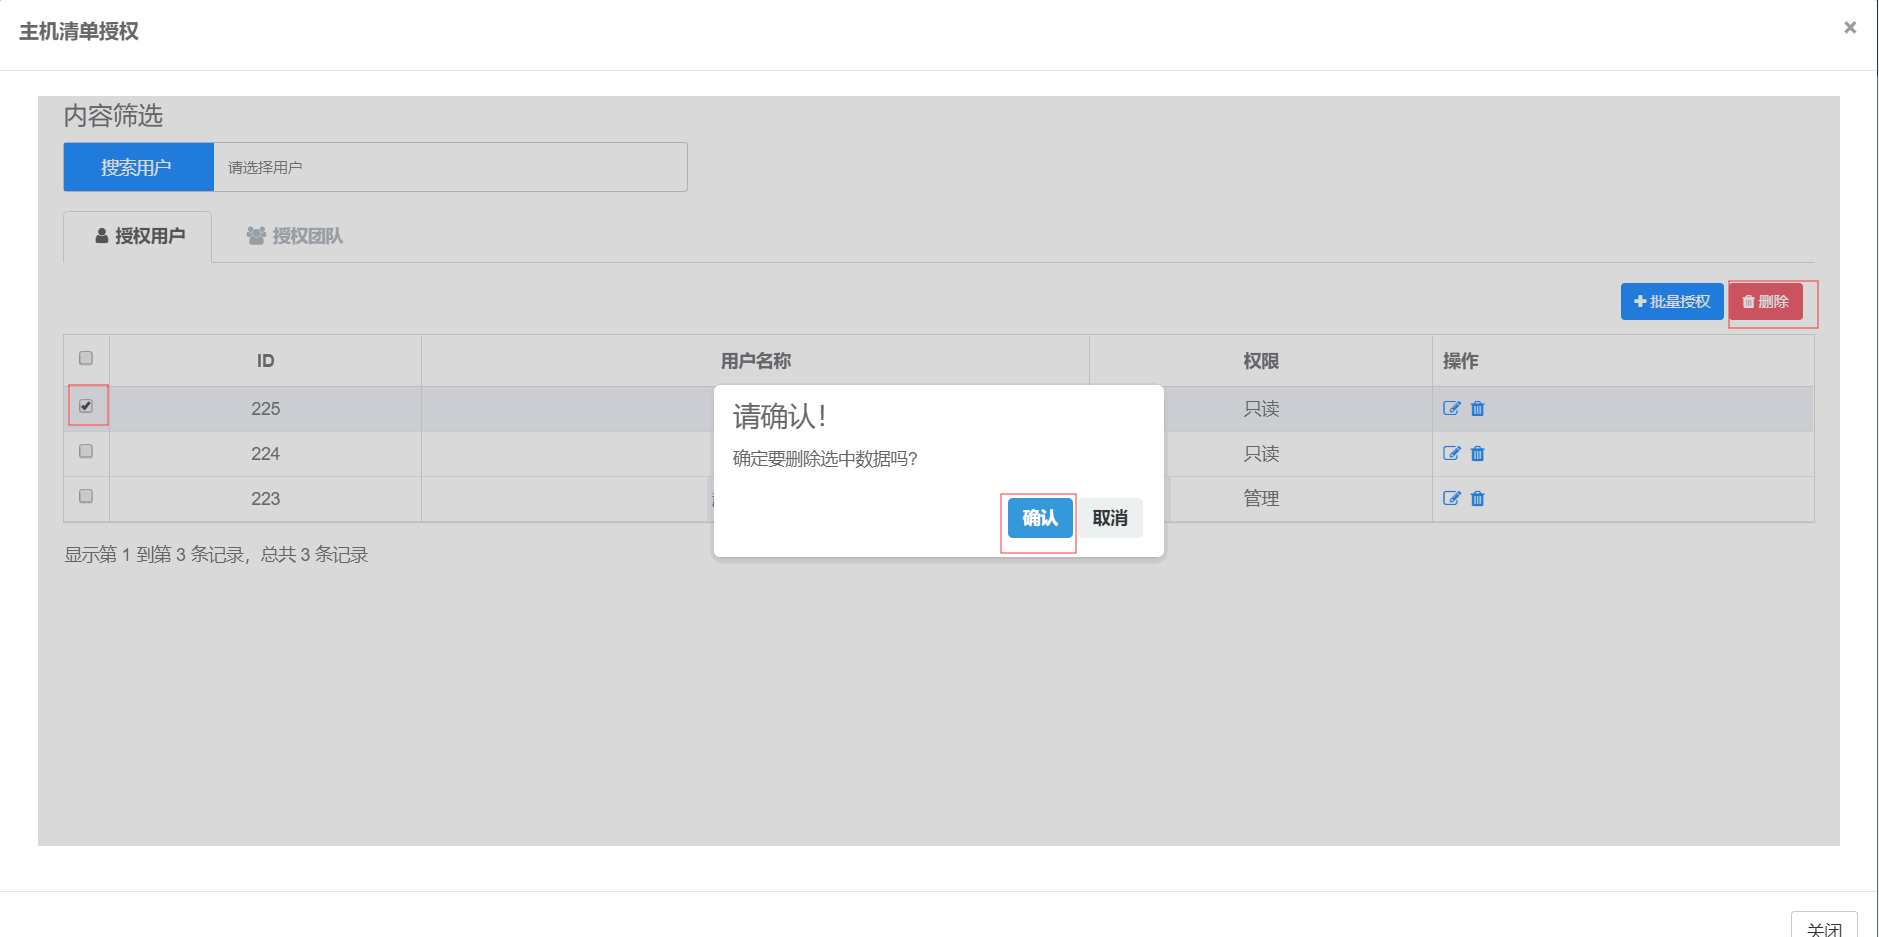 主机清单授权 ×
内容筛选
搜索用户 请选择用户
授权用户 授权团队
批量授权 删除
ID 用户名称 权限 操作
225 只读
224 只读
223 管理
请确认!
确定要删除选中数据吗?
确认 取消
显示第 1 到第 3 条记录，总共 3 条记录
关闭